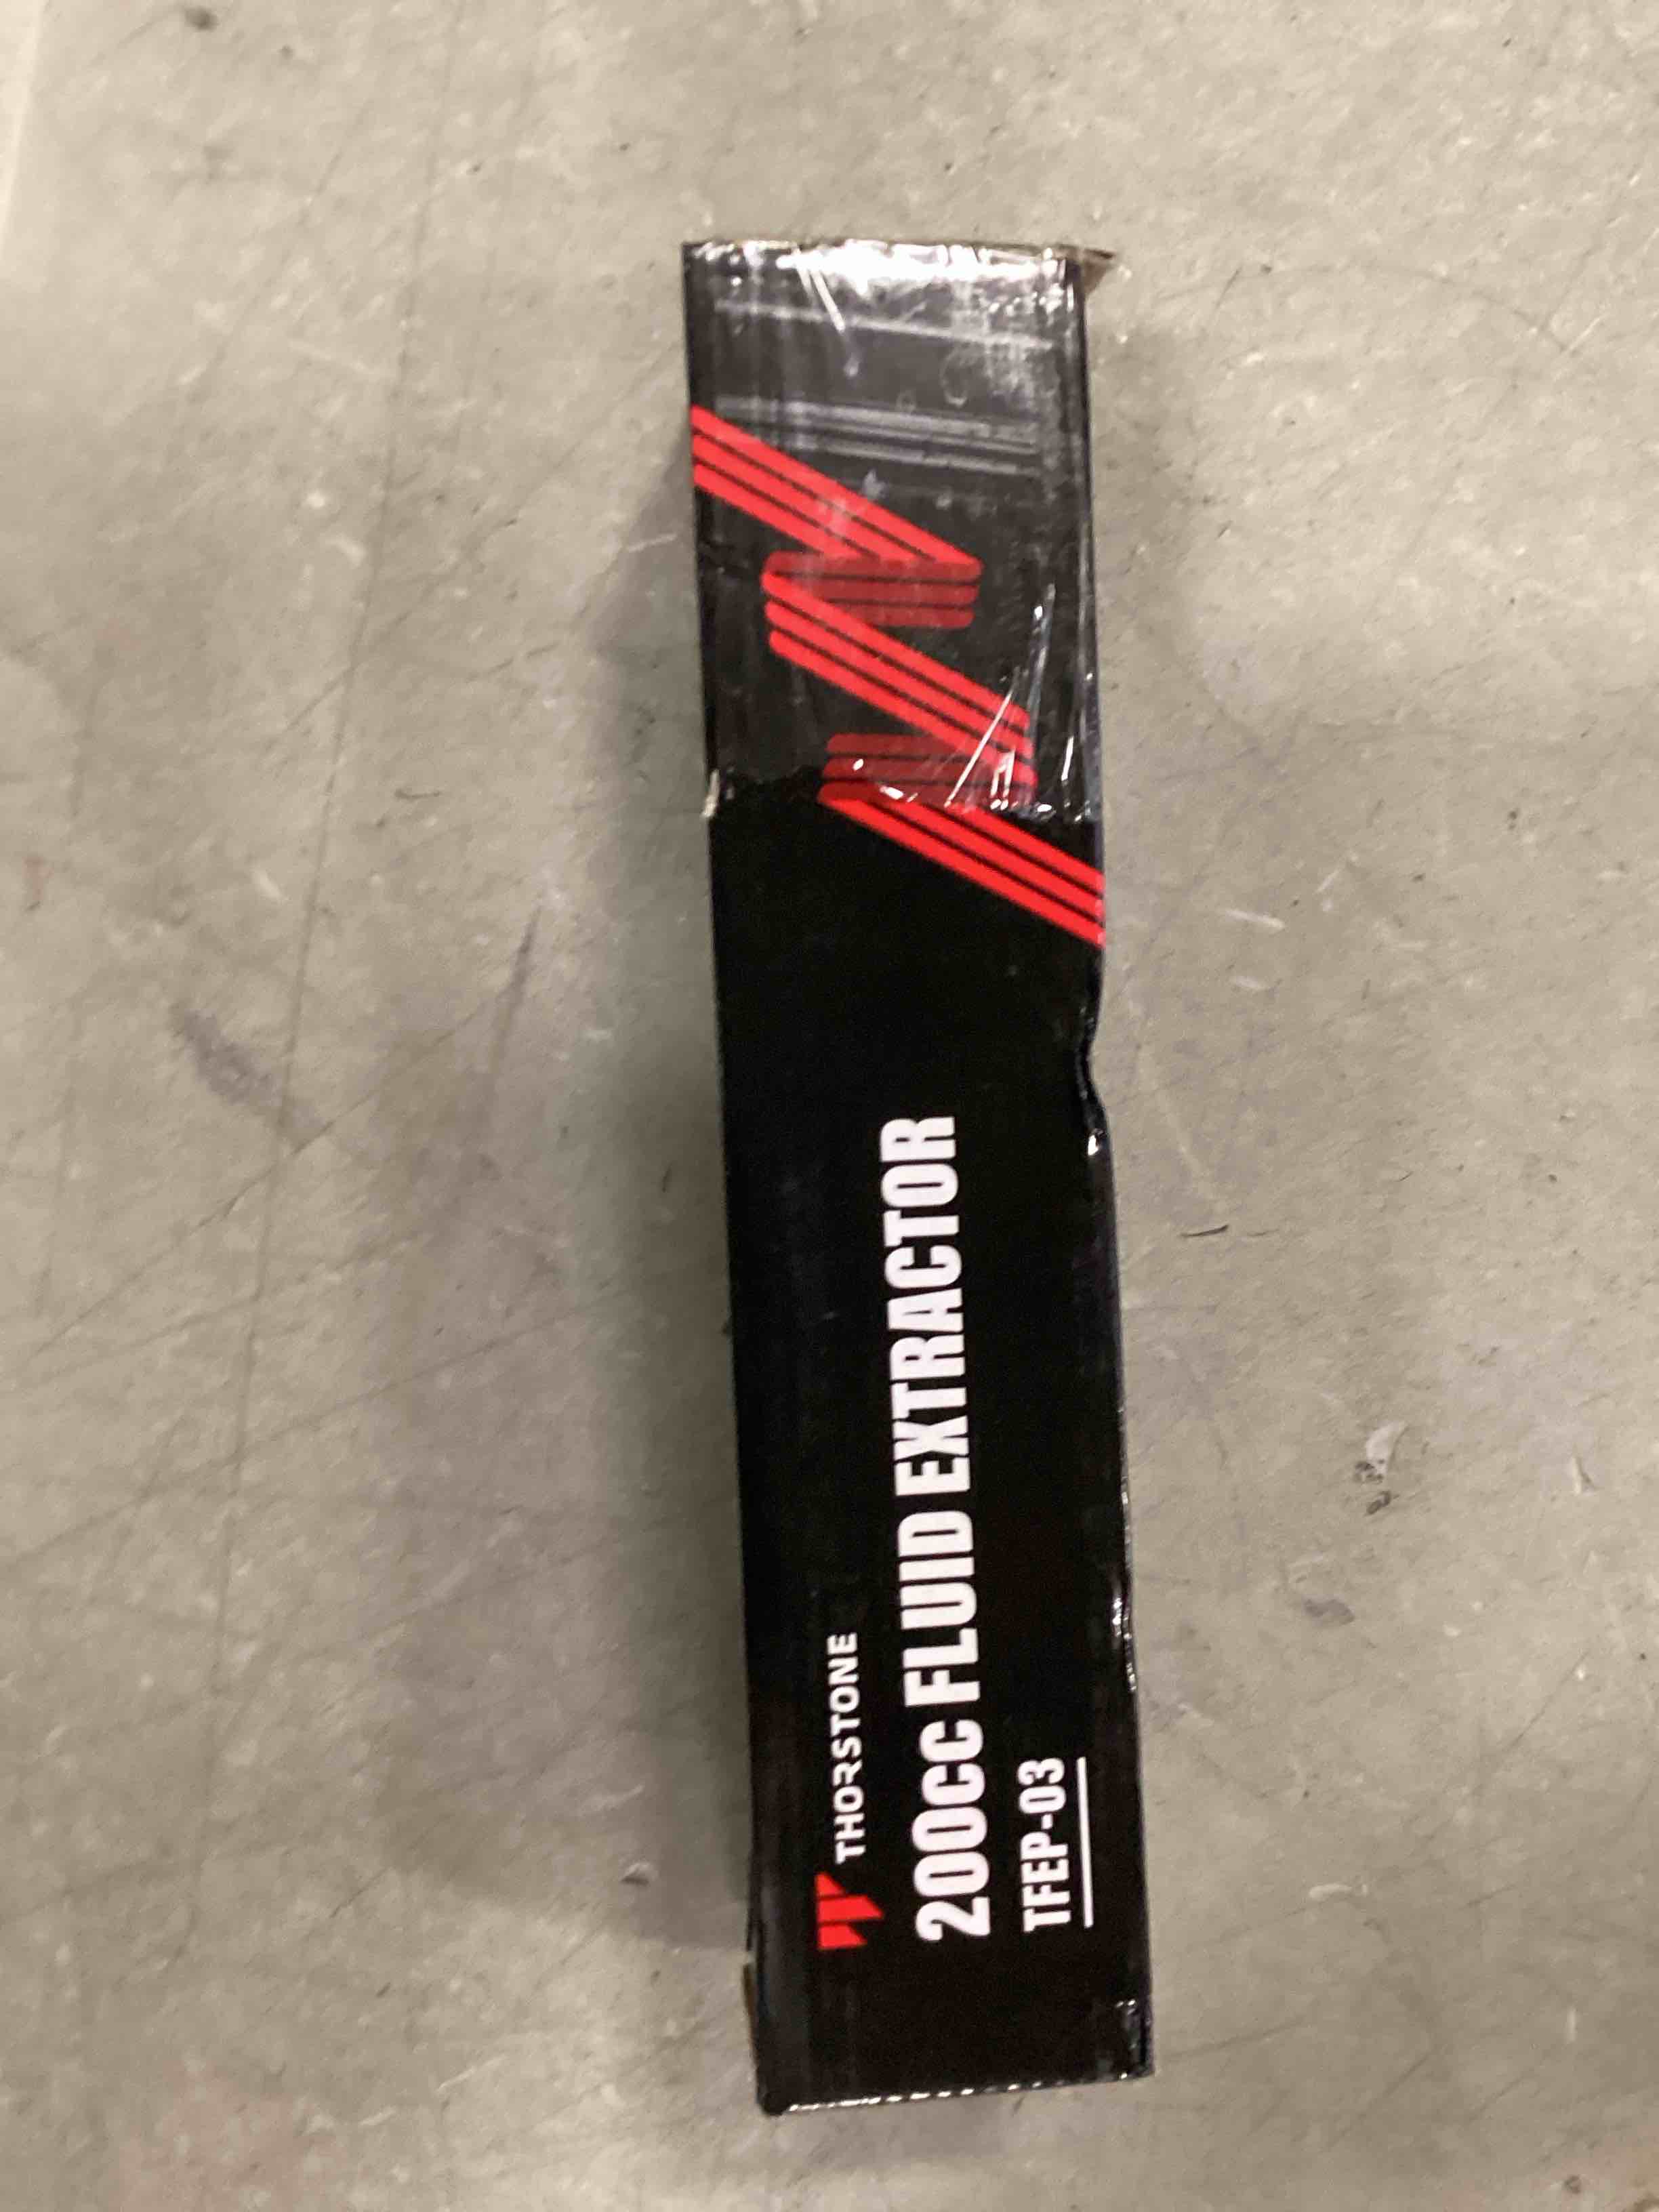 THORSTONE
200CC FLUID EXTRACTOR
TFEP-03